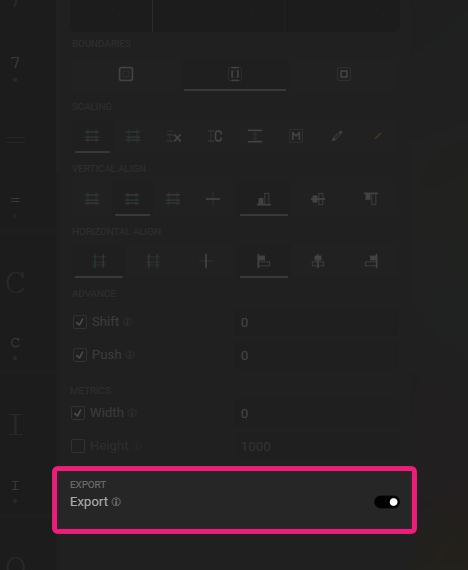 7
BOUNDARIES
SCALING
x
C
M
VERTICAL ALIGN
=
HORIZONTAL ALIGN
C
ADVANCE
Shift 0
C
Push 0
METRICS
Width 0
I
Height 1000
EXPORT
I
Export